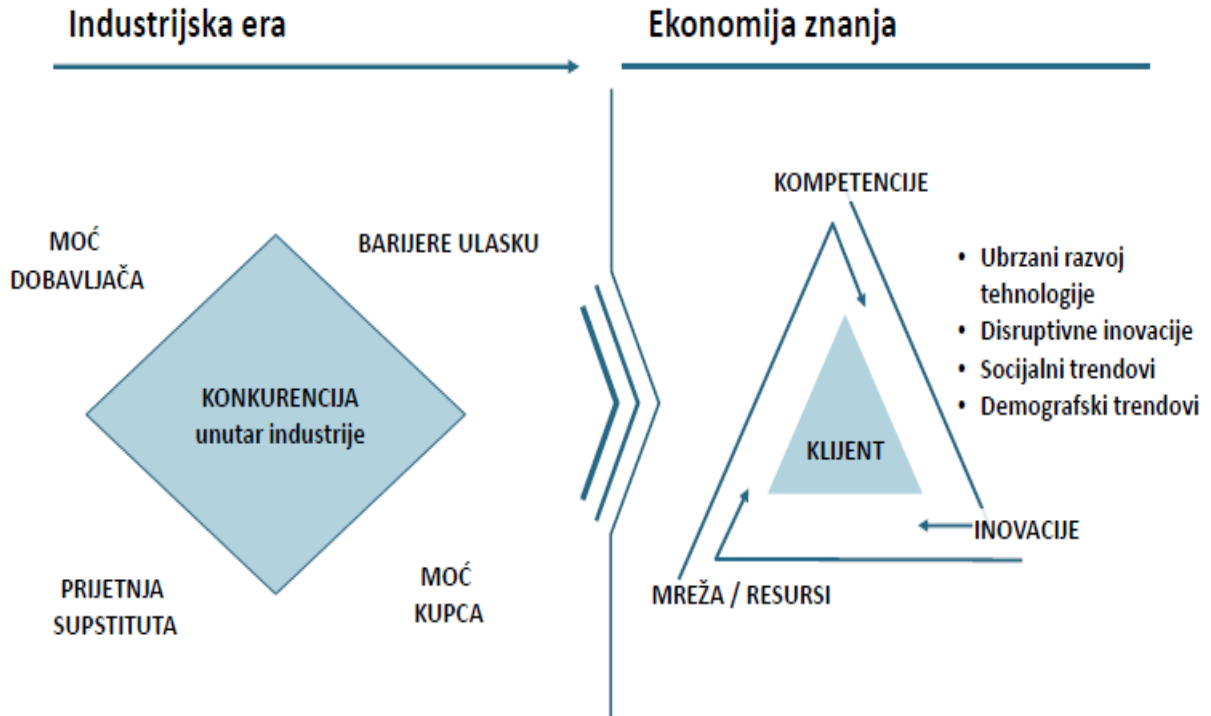 Industrijska era
Ekonomija znanja
MOĆ
DOBAVLJAČA
BARIJERE ULASKU
KONKURENCIJA
unutar industrije
PRIJETNJA
SUPSTITUTA
MOĆ
KUPCA
KOMPETENCIJE
• Ubrzani razvoj
tehnologije
• Disruptivne inovacije
• Socijalni trendovi
• Demografski trendovi
KLIJENT
INOVACIJE
MREŽA / RESURSI